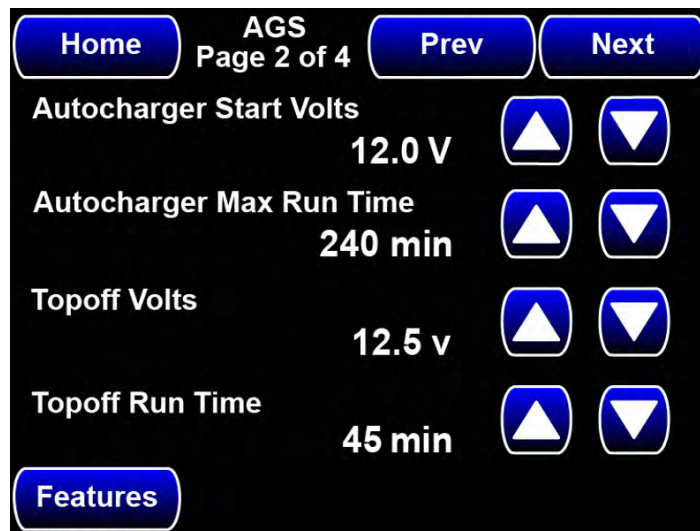 Home
AGS
Page 2 of 4
Prev
Next
Autocharger Start Volts
12.0 V
Autocharger Max Run Time
240 min
Topoff Volts
12.5 v
Topoff Run Time
45 min
Features